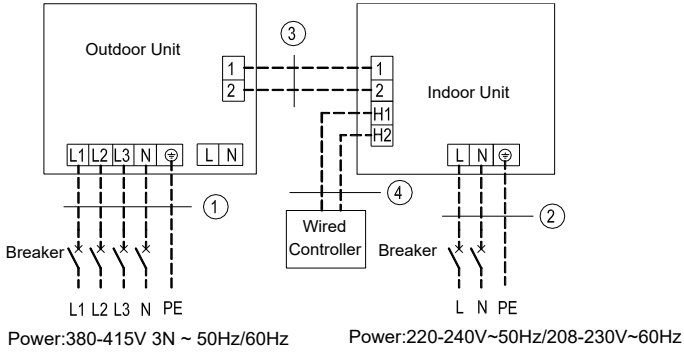 Outdoor Unit
1
2
L1 L2 L3 N
L N
3
1
2
H1
H2
Indoor Unit
L N
1
4
Wired
Controller
2
Breaker
Breaker
L1 L2 L3 N PE
L N PE
Power:380-415V 3N ~ 50Hz/60Hz
Power:220-240V~50Hz/208-230V~60Hz